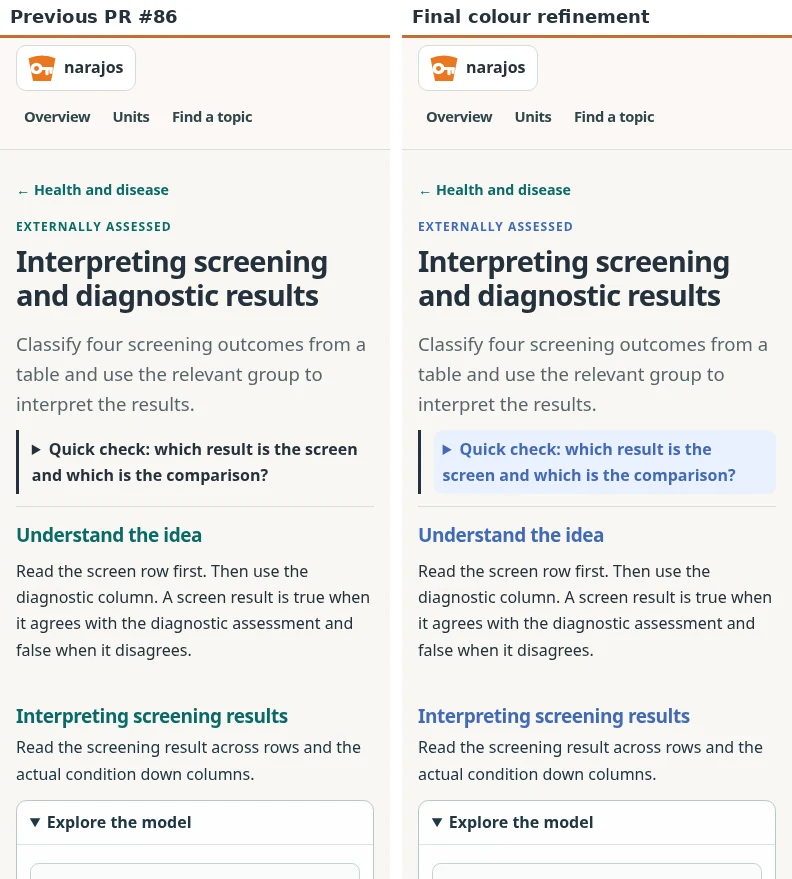 Previous PR #86
narajos
Overview Units Find a topic
← Health and disease
EXTERNALLY ASSESSED
Interpreting screening
and diagnostic results
Classify four screening outcomes from a
table and use the relevant group to
interpret the results.
▶ Quick check: which result is the screen
and which is the comparison?
Understand the idea
Read the screen row first. Then use the
diagnostic column. A screen result is true when
it agrees with the diagnostic assessment and
false when it disagrees.
Interpreting screening results
Read the screening result across rows and the
actual condition down columns.
▼ Explore the model
Final colour refinement
narajos
Overview Units Find a topic
← Health and disease
EXTERNALLY ASSESSED
Interpreting screening
and diagnostic results
Classify four screening outcomes from a
table and use the relevant group to
interpret the results.
▶ Quick check: which result is the
screen and which is the comparison?
Understand the idea
Read the screen row first. Then use the
diagnostic column. A screen result is true when
it agrees with the diagnostic assessment and
false when it disagrees.
Interpreting screening results
Read the screening result across rows and the
actual condition down columns.
▼ Explore the model